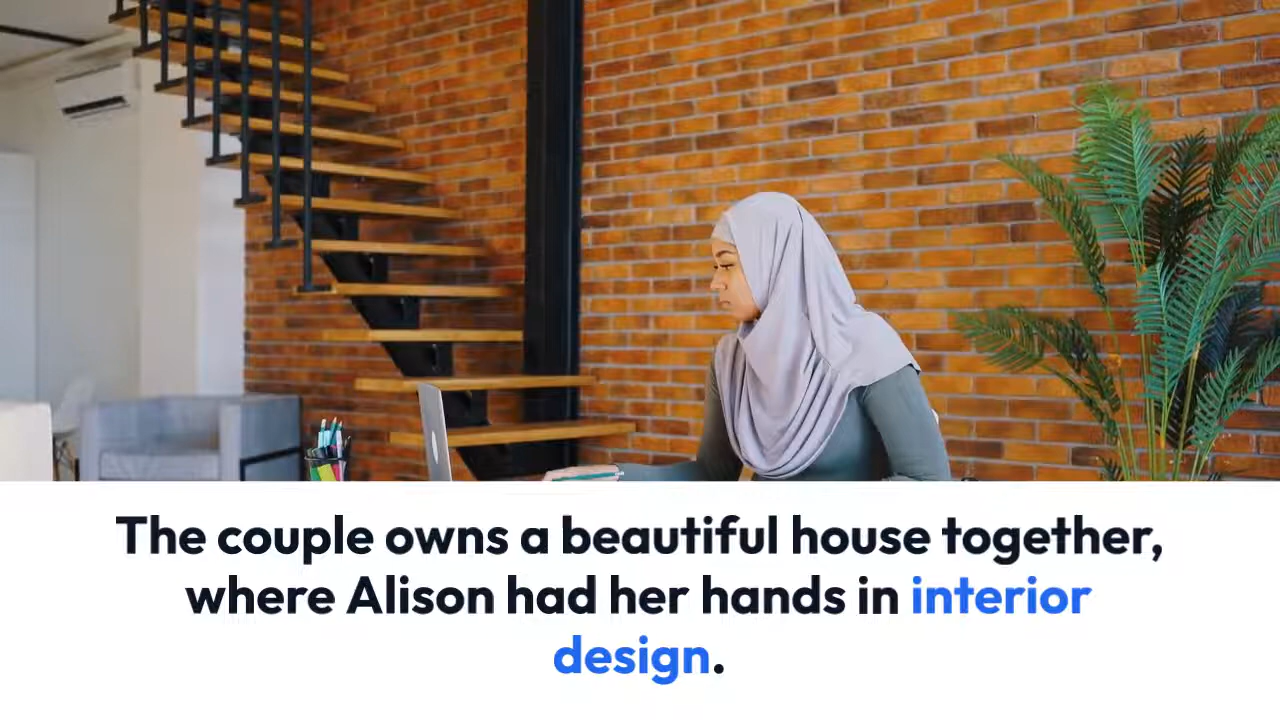 The couple owns a beautiful house together,
where Alison had her hands in interior
design.